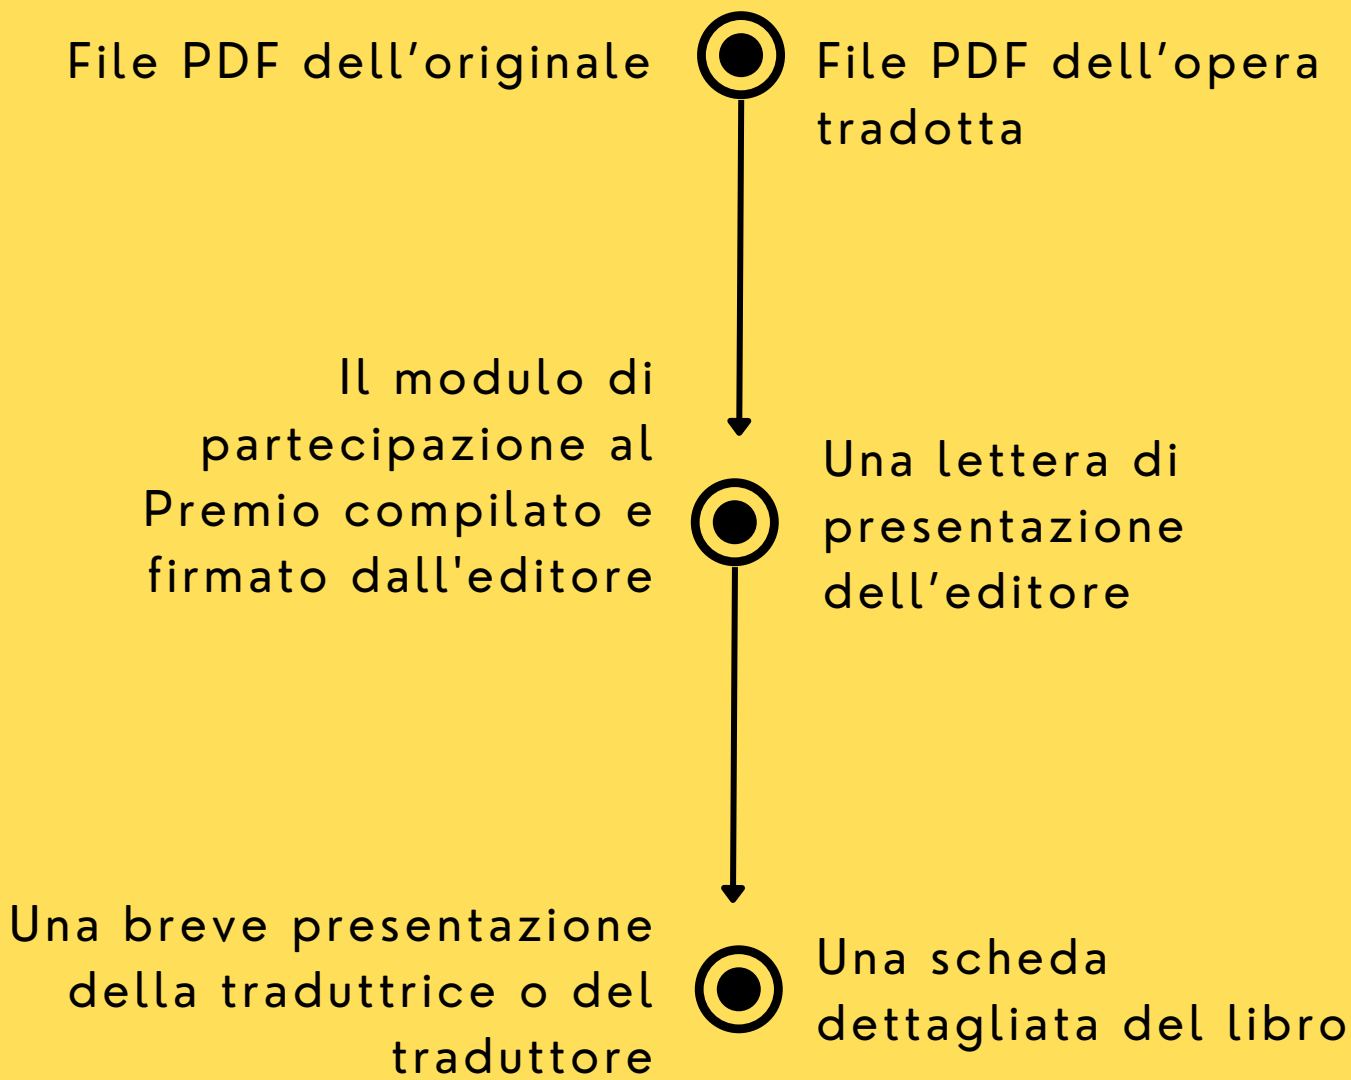 File PDF dell’originale
File PDF dell’opera
tradotta
Il modulo di
partecipazione al
Premio compilato e
firmato dall'editore
Una lettera di
presentazione
dell’editore
Una breve presentazione
della traduttrice o del
traduttore
Una scheda
dettagliata del libro